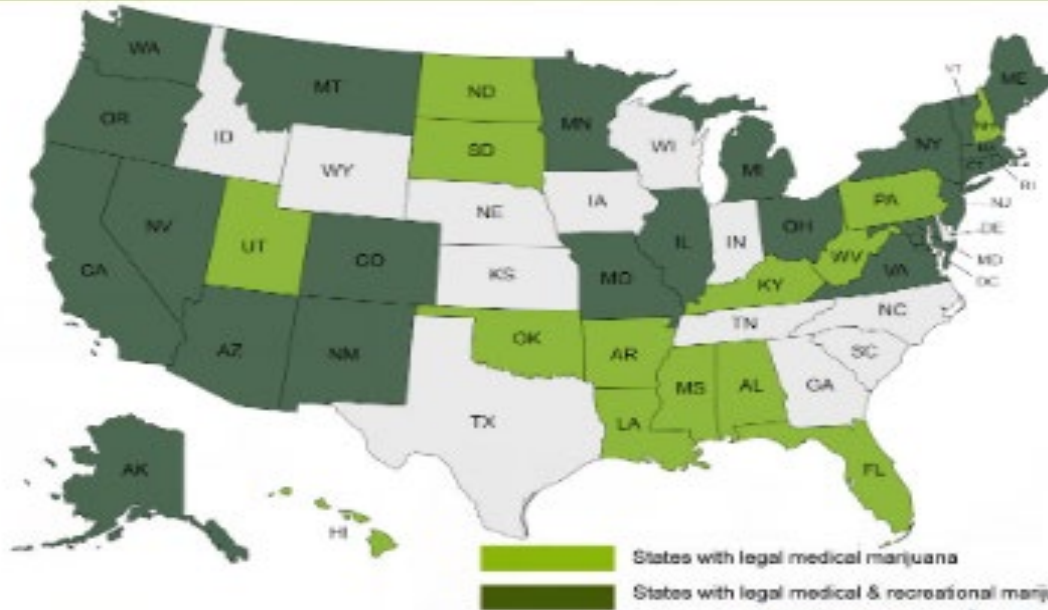 WA
MT
ND
MN
ME
VT
OR
ID
WY
SD
WI
MI
NY
NH
MA
CT
RI
NV
UT
CO
NE
IA
IL
IN
OH
PA
NJ
DE
MD
DC
CA
KS
MO
KY
WV
VA
AZ
NM
OK
AR
TN
NC
SC
TX
LA
MS
AL
GA
FL
AK
HI
States with legal medical marijuana
States with legal medical & recreational marij